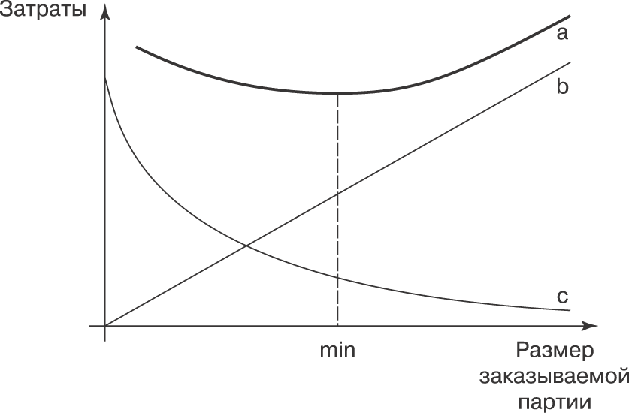 Затраты
a
b
c
min
Размер
заказываемой
партии